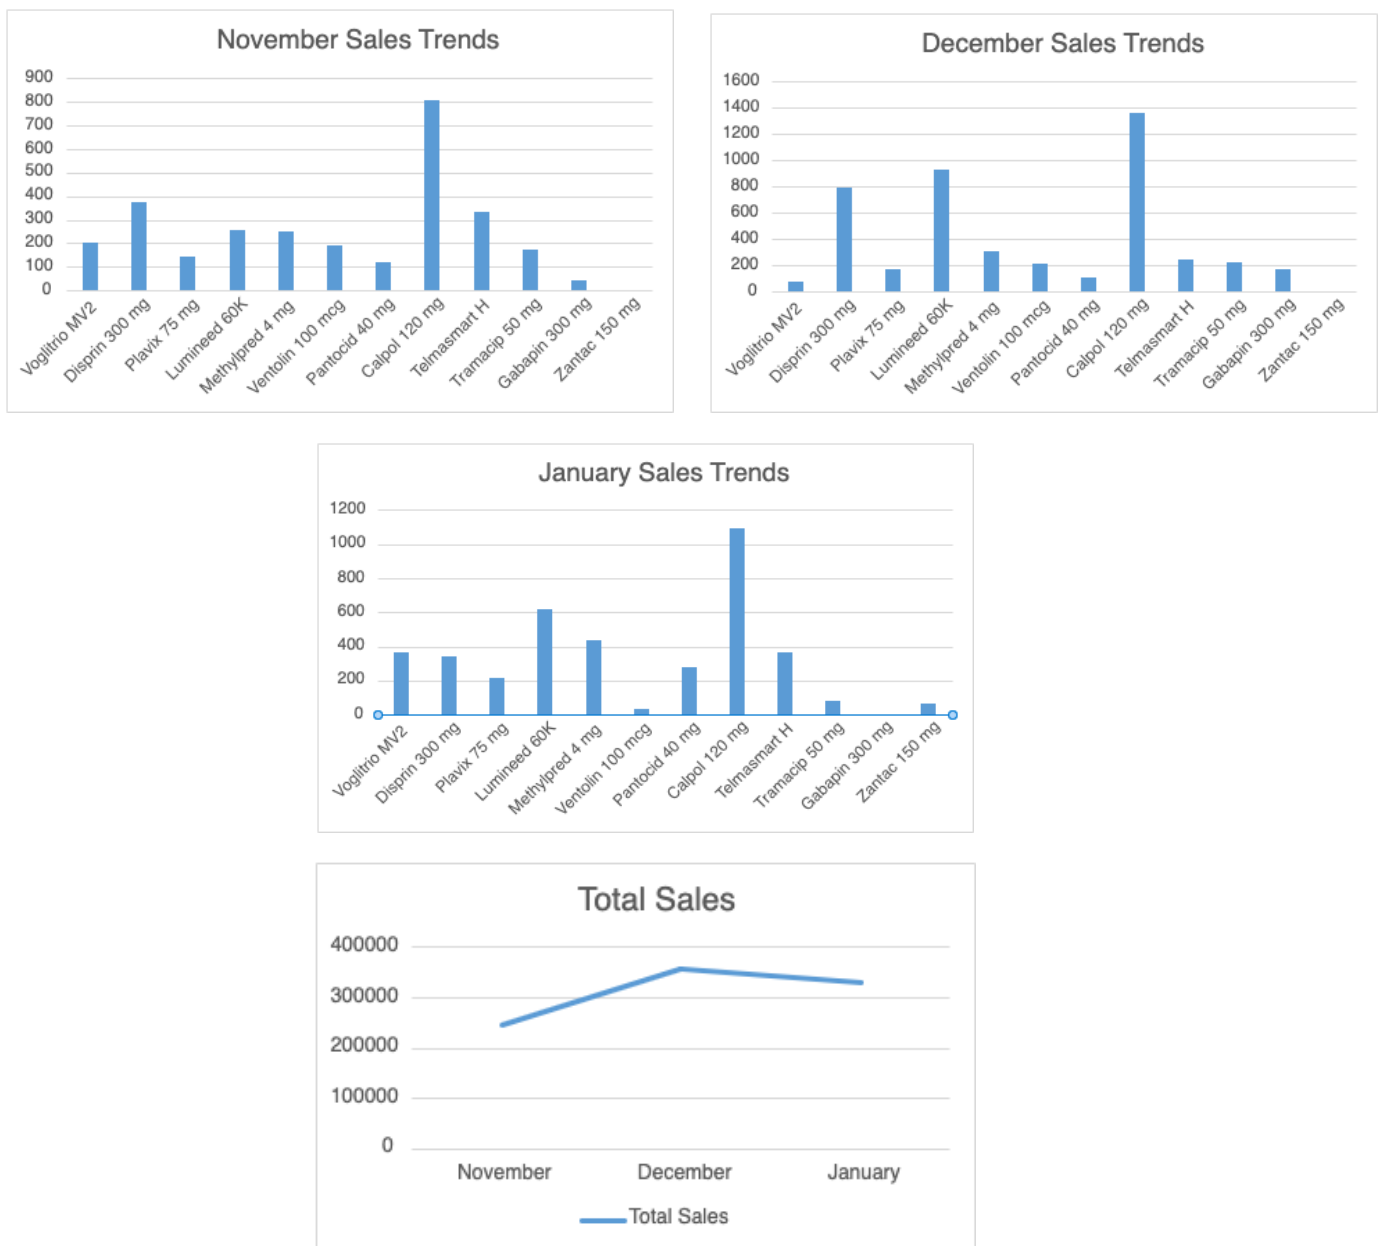 November Sales Trends
900
800
700
600
500
400
300
200
100
0
Voglitrio MV2
Disprin 300 mg
Plavix 75 mg
Lumineed 60K
Methylpred 4 mg
Ventolin 100 mcg
Pantocid 40 mg
Calpol 120 mg
Telmasmart H
Tramacip 50 mg
Gabapin 300 mg
Zantac 150 mg
December Sales Trends
1600
1400
1200
1000
800
600
400
200
0
Voglitrio MV2
Disprin 300 mg
Plavix 75 mg
Lumineed 60K
Methylpred 4 mg
Ventolin 100 mcg
Pantocid 40 mg
Calpol 120 mg
Telmasmart H
Tramacip 50 mg
Gabapin 300 mg
Zantac 150 mg
January Sales Trends
1200
1000
800
600
400
200
0
Voglitrio MV2
Disprin 300 mg
Plavix 75 mg
Lumineed 60K
Methylpred 4 mg
Ventolin 100 mcg
Pantocid 40 mg
Calpol 120 mg
Telmasmart H
Tramacip 50 mg
Gabapin 300 mg
Zantac 150 mg
Total Sales
400000
300000
200000
100000
0
November December January
Total Sales